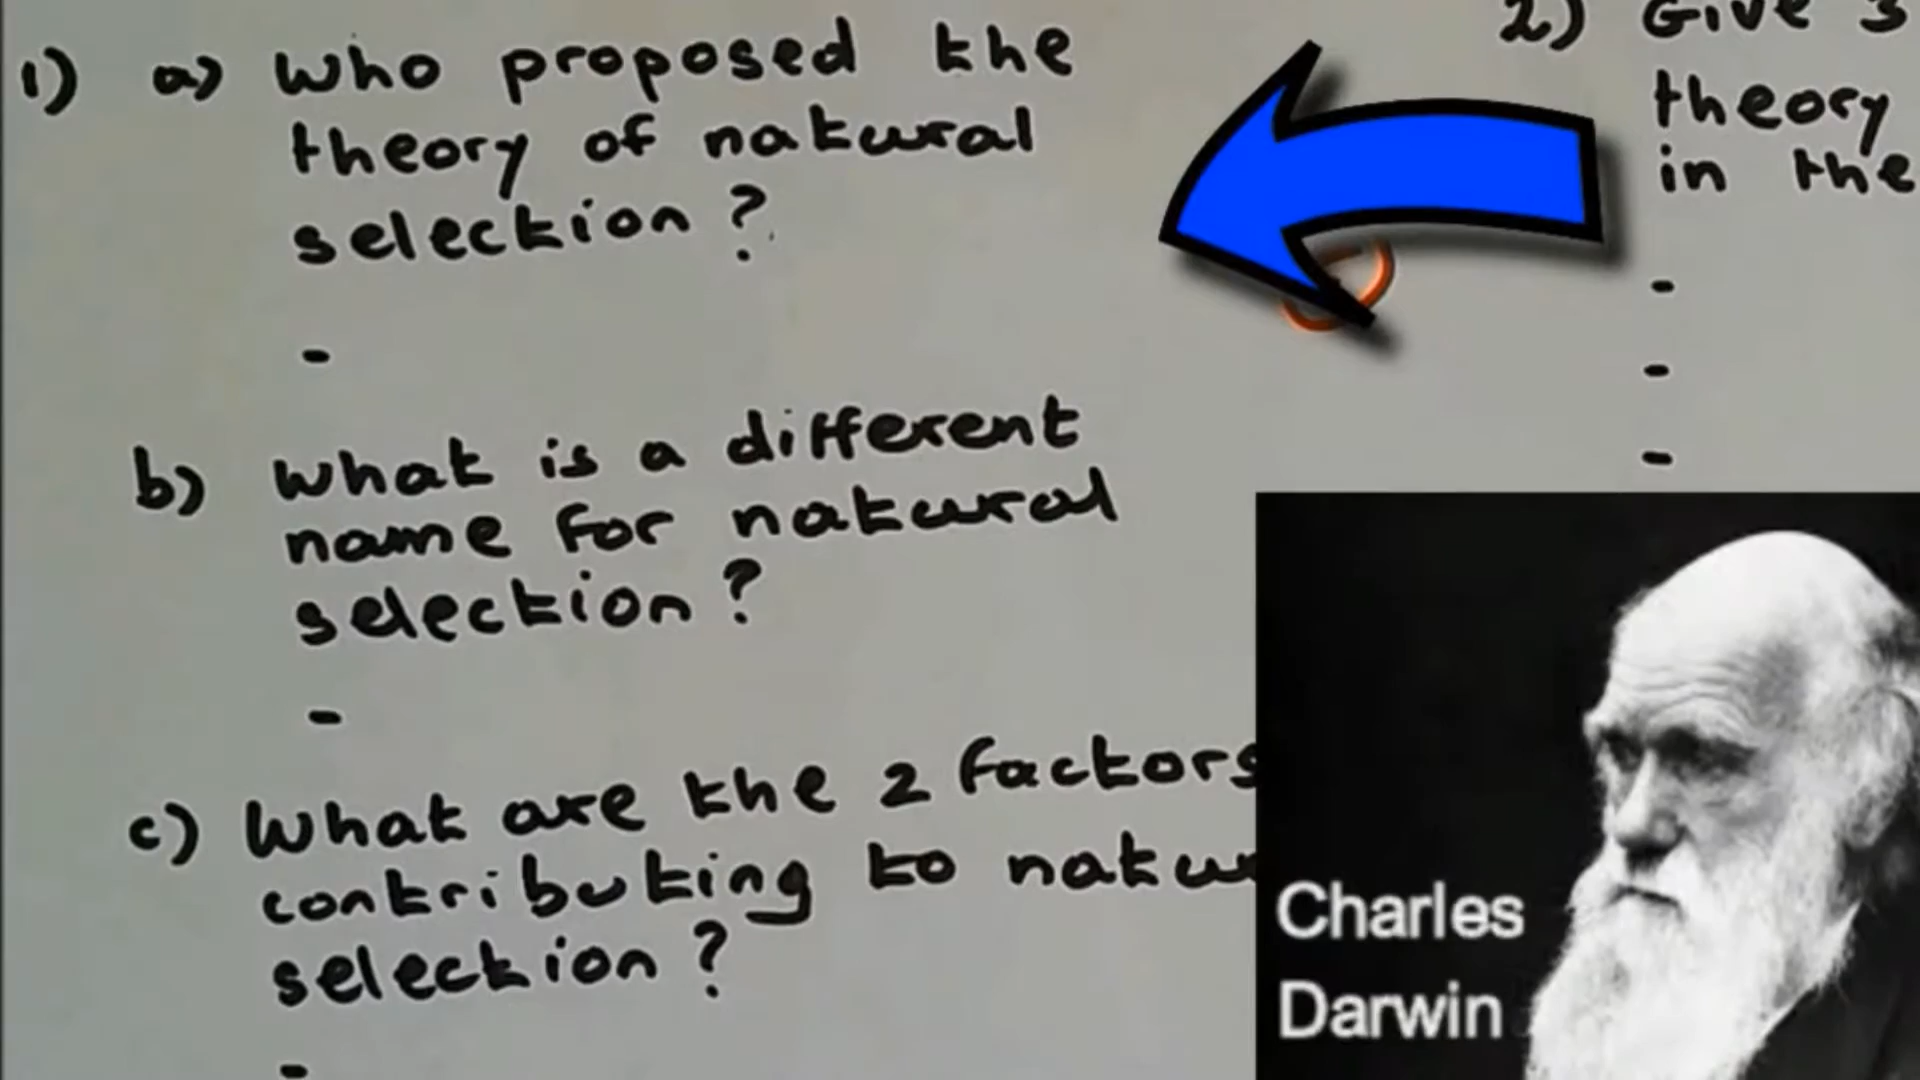 1) a) Who proposed the
theory of natural
selection?
-
b) What is a different
name for natural
selection?
-
c) What are the 2 factors
contributing to natu
selection?
-
2) Give 3
theory
in the
-
-
-
Charles
Darwin